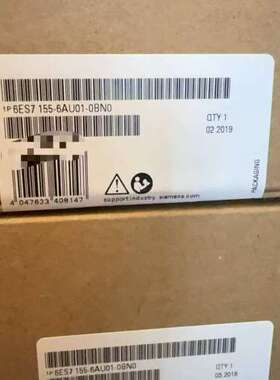 1P 6ES7 155-6AU01-0BN0
QTY 1
02 2019
PACKAGING
support.industry.siemens.com
4 047623 408147
1P 6ES7 155-6AU01-0BN0
QTY 1